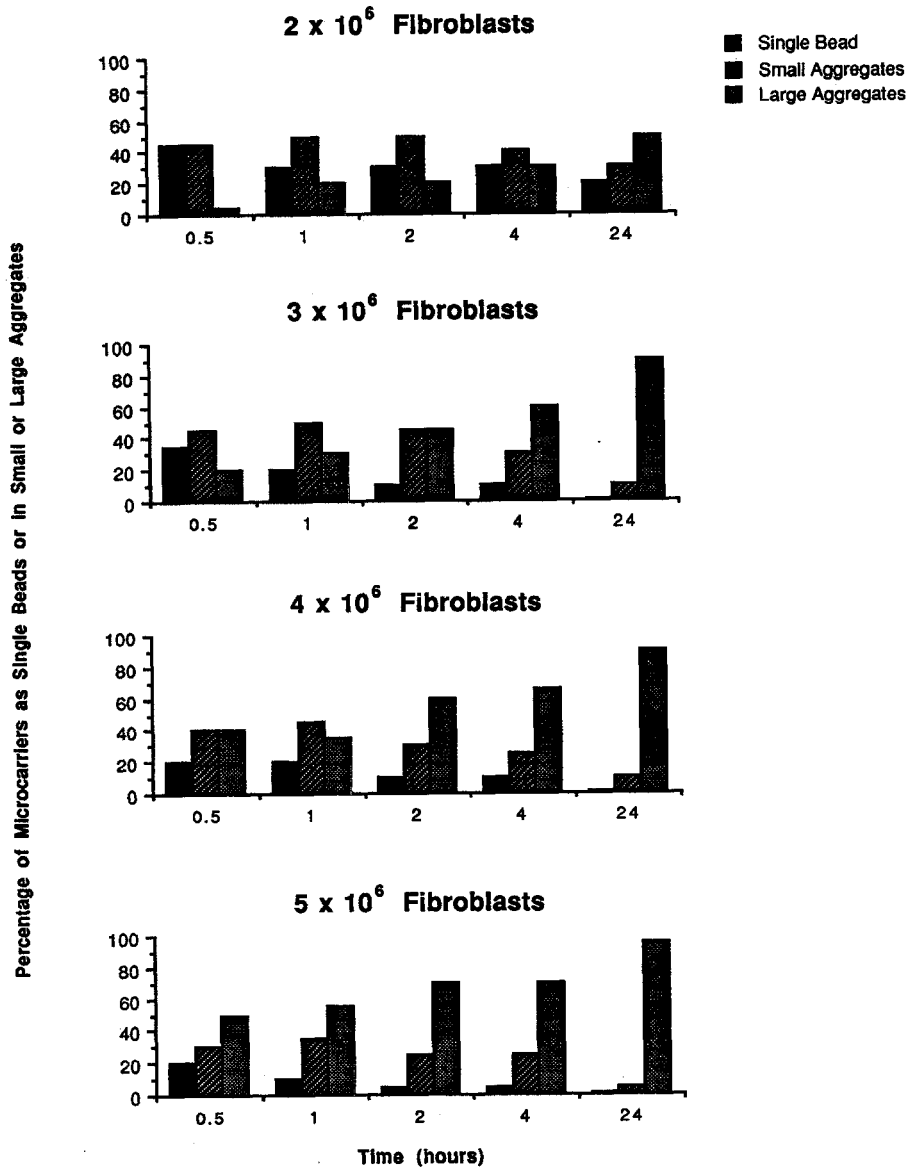 2 x 10⁶ Fibroblasts
Single Bead
Small Aggregates
Large Aggregates
100
80
60
40
20
0
0.5 1 2 4 24
3 x 10⁶ Fibroblasts
100
80
60
40
20
0
0.5 1 2 4 24
4 x 10⁶ Fibroblasts
100
80
60
40
20
0
0.5 1 2 4 24
5 x 10⁶ Fibroblasts
100
80
60
40
20
0
0.5 1 2 4 24
Time (hours)
Percentage of Microcarriers as Single Beads or in Small or Large Aggregates